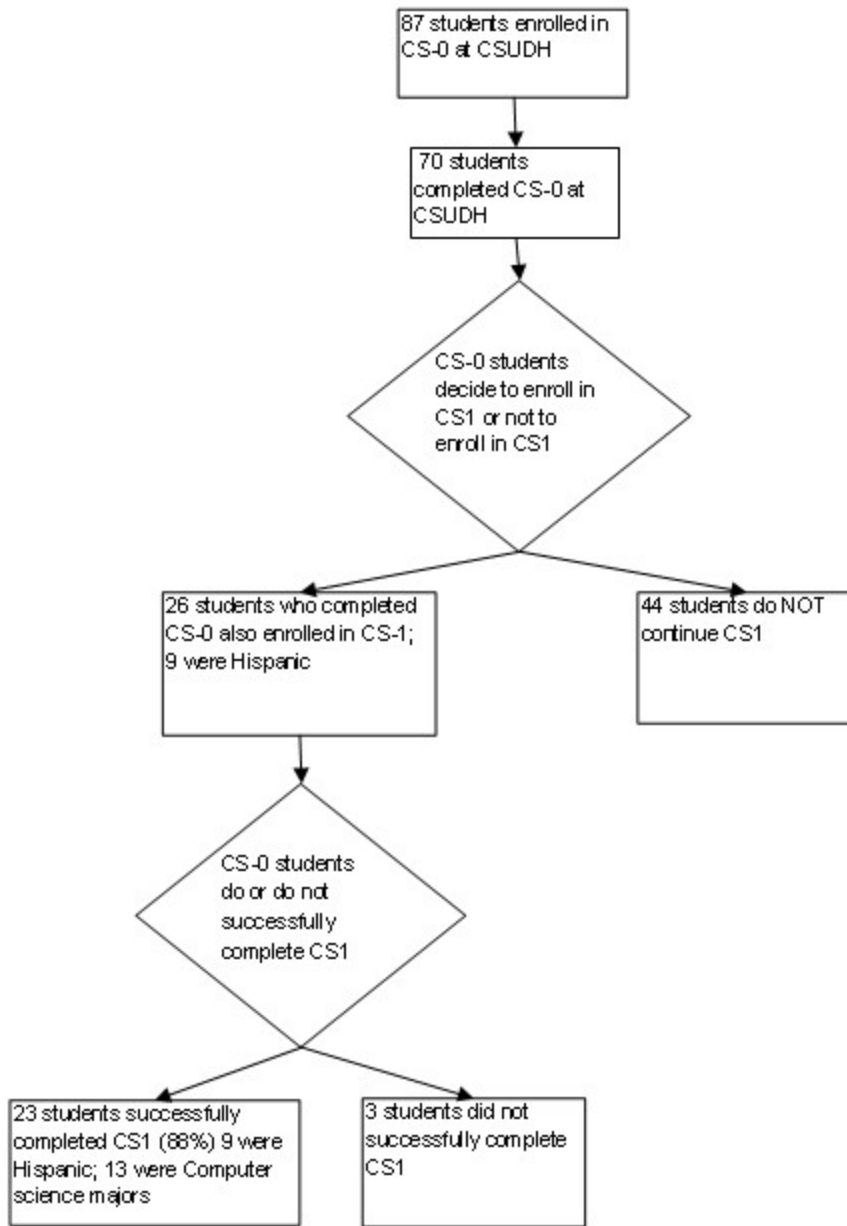 87 students enrolled in
CS-0 at CSUDH
70 students
completed CS-0 at
CSUDH
CS-0 students
decide to enroll in
CS1 or not to
enroll in CS1
26 students who completed
CS-0 also enrolled in CS-1;
9 were Hispanic
44 students do NOT
continue CS1
CS-0 students
do or do not
successfully
complete CS1
23 students successfully
completed CS1 (88%) 9 were
Hispanic; 13 were Computer
science majors
3 students did not
successfully complete
CS1